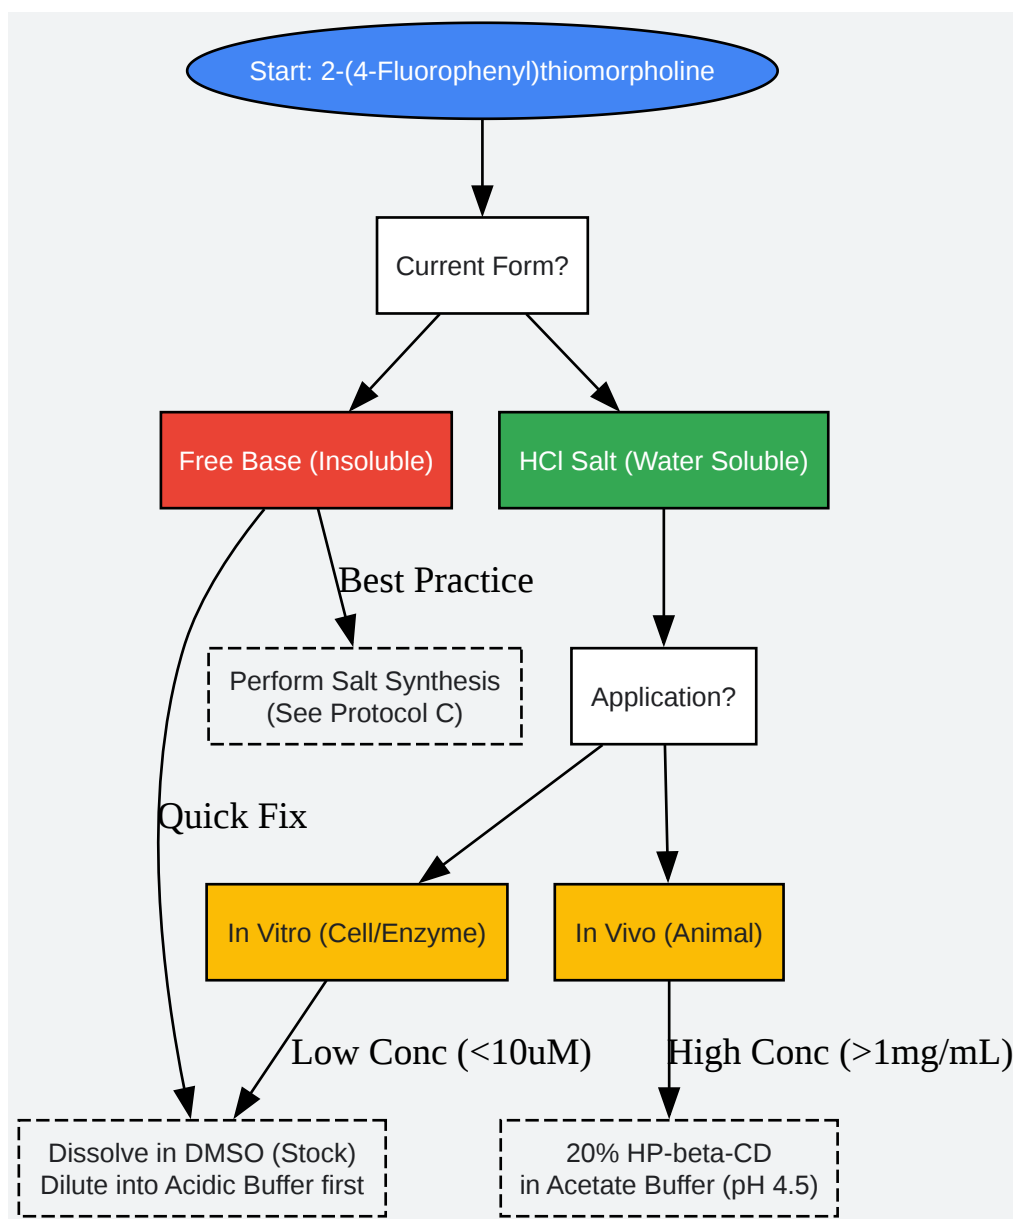 Start: 2-(4-Fluorophenyl)thiomorpholine
Current Form?
Free Base (Insoluble)
HCl Salt (Water Soluble)
Best Practice
Perform Salt Synthesis
(See Protocol C)
Application?
Quick Fix
In Vitro (Cell/Enzyme)
In Vivo (Animal)
Low Conc (<10uM)
High Conc (>1mg/mL)
Dissolve in DMSO (Stock)
Dilute into Acidic Buffer first
20% HP-beta-CD
in Acetate Buffer (pH 4.5)